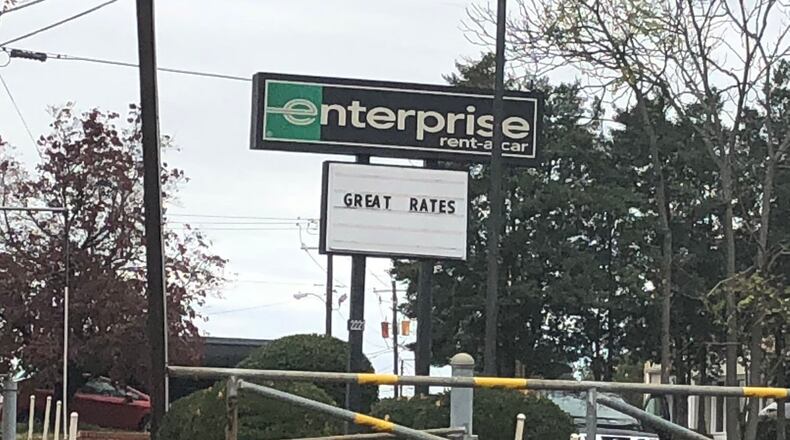 enterprise
rent-a-car
GREAT RATES